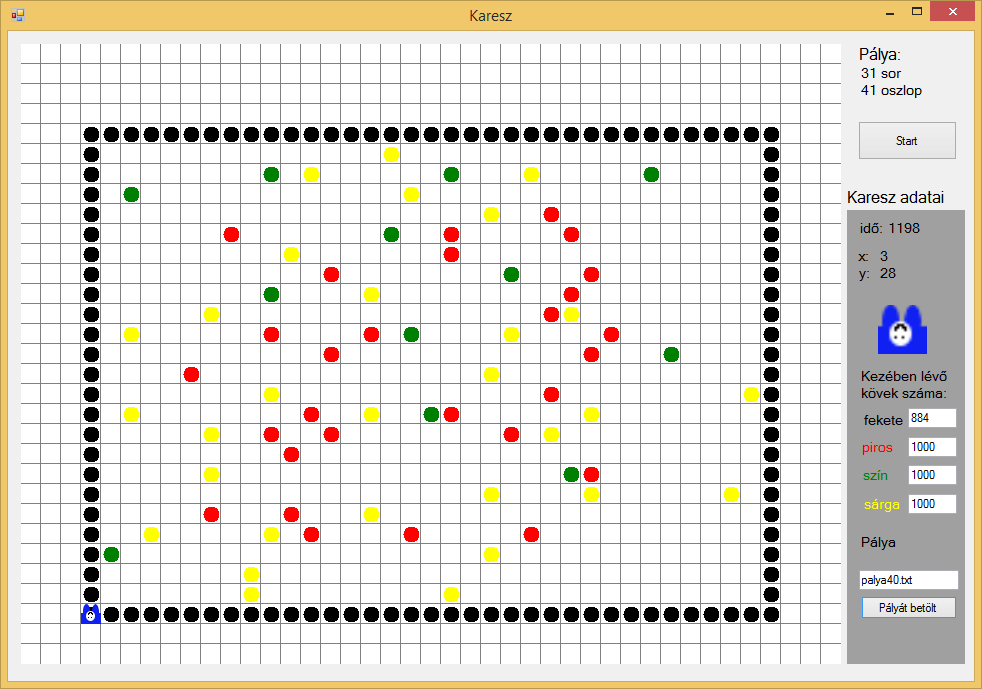 Karesz
Pálya:
31 sor
41 oszlop
Start
Karesz adatai
idő: 1198
x: 3
y: 28
Kezében lévő
kövek száma:
fekete 884
piros 1000
szín 1000
sárga 1000
Pálya
palya40.txt
Pályát betölt